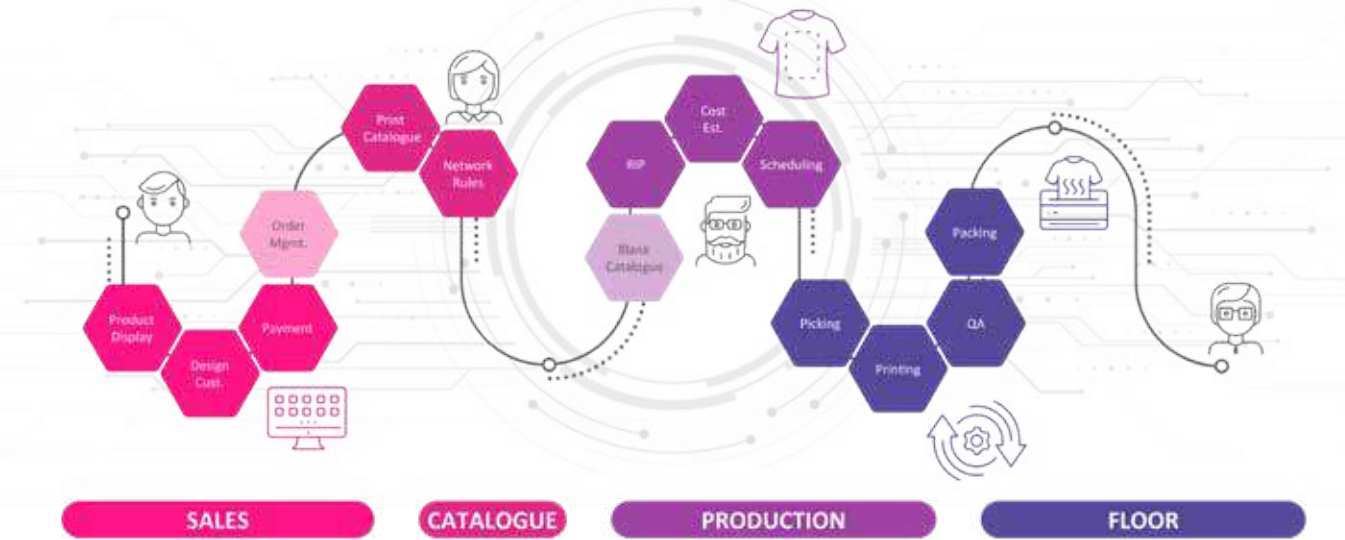 Product
Display
Design
Cust.
Payment
Order
Mgmt.
Print
Catalogue
Network
Rules
Blank
Catalogue
RIP
Cost
Est.
Scheduling
Picking
Printing
QA
Packing
SALES
CATALOGUE
PRODUCTION
FLOOR